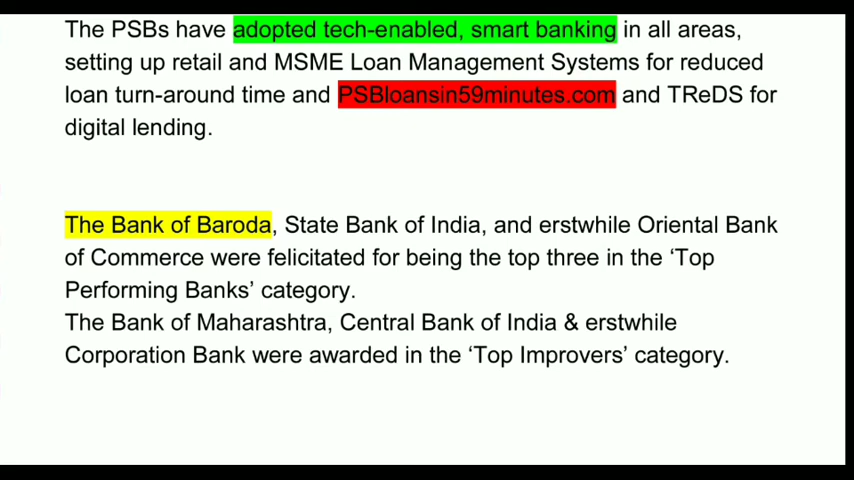 The PSBs have adopted tech-enabled, smart banking in all areas,
setting up retail and MSME Loan Management Systems for reduced
loan turn-around time and PSBloansin59minutes.com and TReDS for
digital lending.
The Bank of Baroda, State Bank of India, and erstwhile Oriental Bank
of Commerce were felicitated for being the top three in the ‘Top
Performing Banks’ category.
The Bank of Maharashtra, Central Bank of India & erstwhile
Corporation Bank were awarded in the ‘Top Improvers’ category.